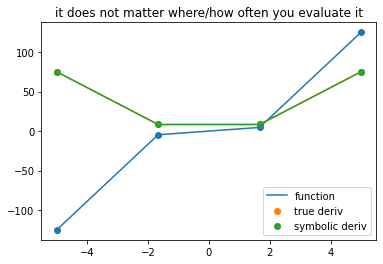 it does not matter where/how often you evaluate it
100
50
0
−50
−100
−4
−2
0
2
4
function
true deriv
symbolic deriv